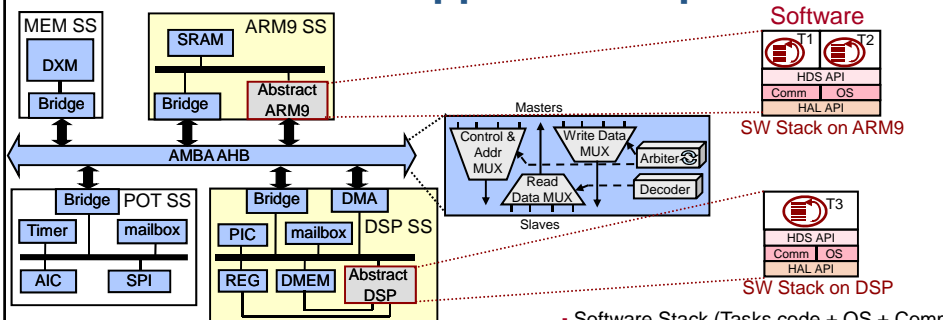 Software
MEM SS
DXM
Bridge
ARM9 SS
SRAM
Bridge
Abstract
ARM9
T1
T2
HDS API
Comm
OS
HAL API
SW Stack on ARM9
AMBA AHB
Masters
Control &
Addr
MUX
Write Data
MUX
Read
Data MUX
Arbiter
Decoder
Slaves
Bridge
POT SS
Timer
mailbox
AIC
SPI
Bridge
DMA
DSP SS
PIC
mailbox
REG
DMEM
Abstract
DSP
T3
HDS API
Comm
OS
HAL API
SW Stack on DSP
- Software Stack (Tasks code + OS + Comm